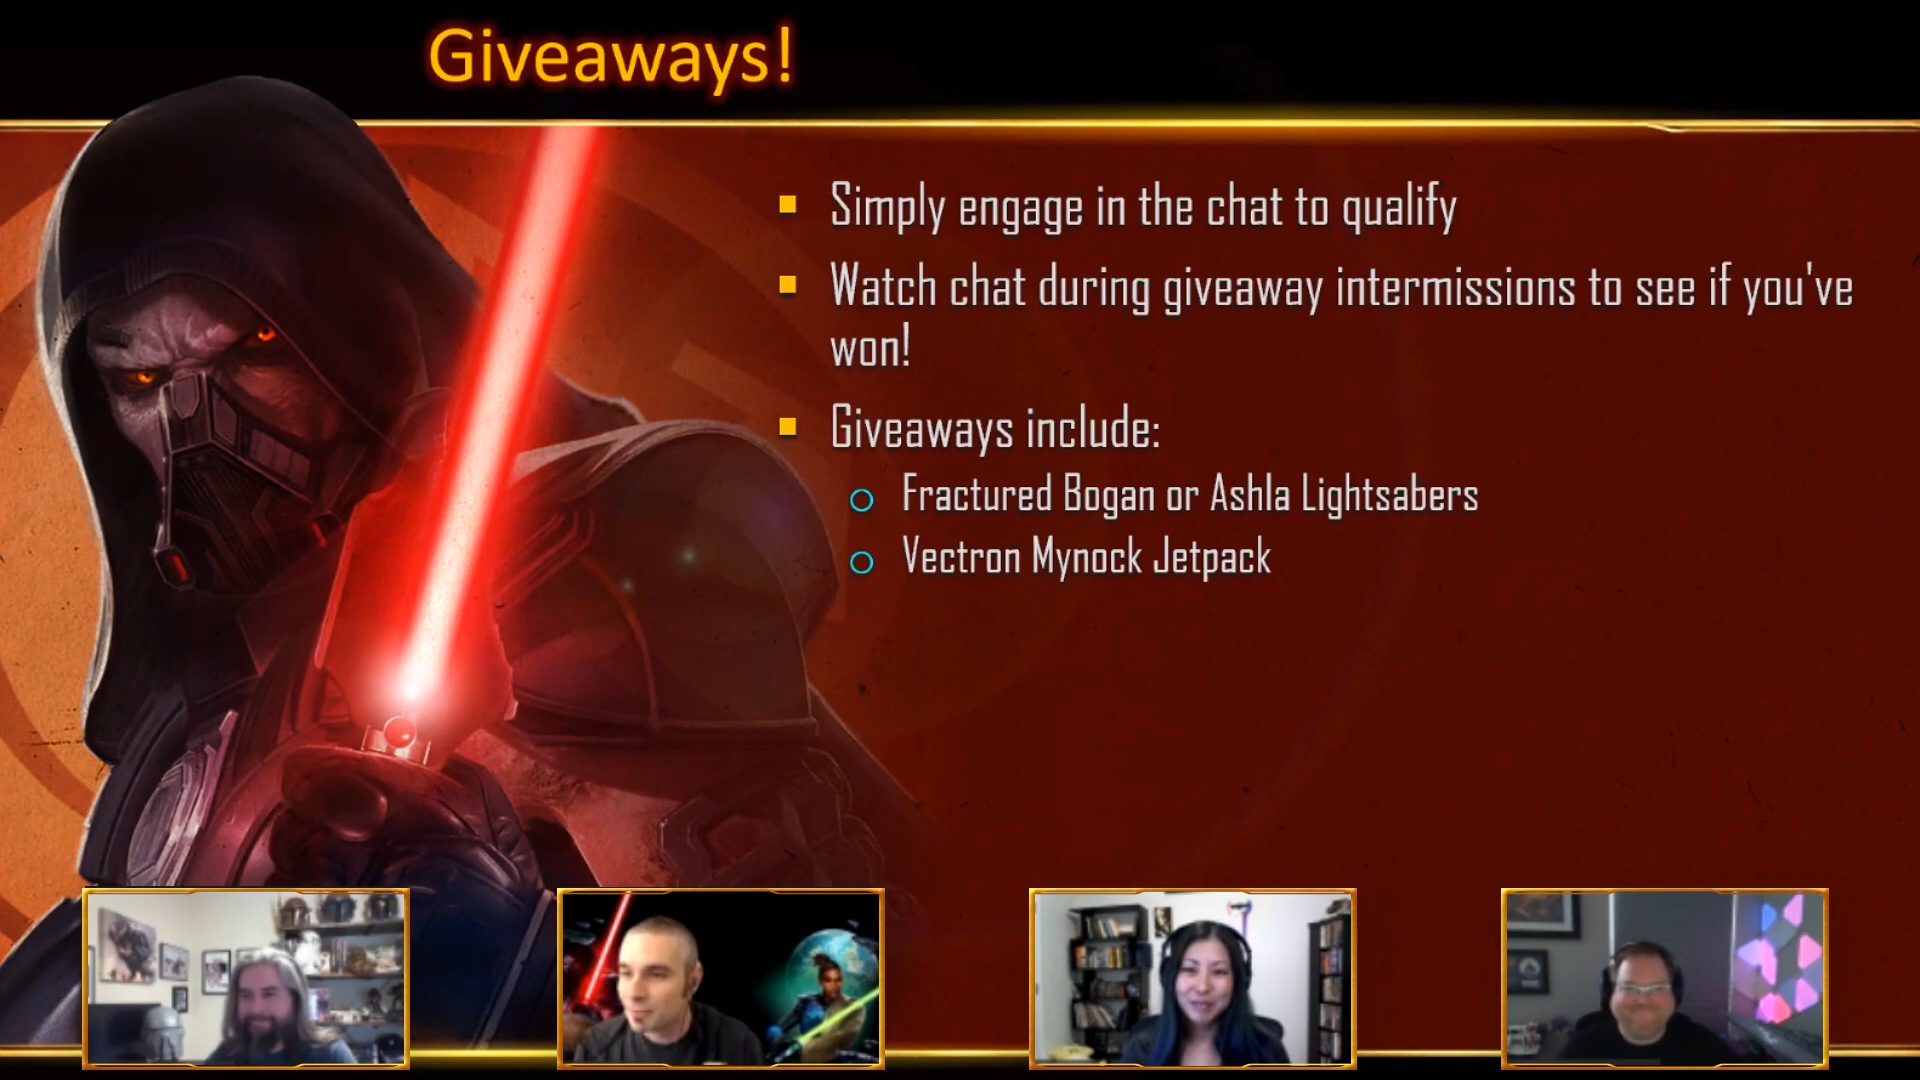 Giveaways!
Simply engage in the chat to qualify
Watch chat during giveaway intermissions to see if you've
won!
Giveaways include:
Fractured Bogan or Ashla Lightsabers
Vectron Mynock Jetpack